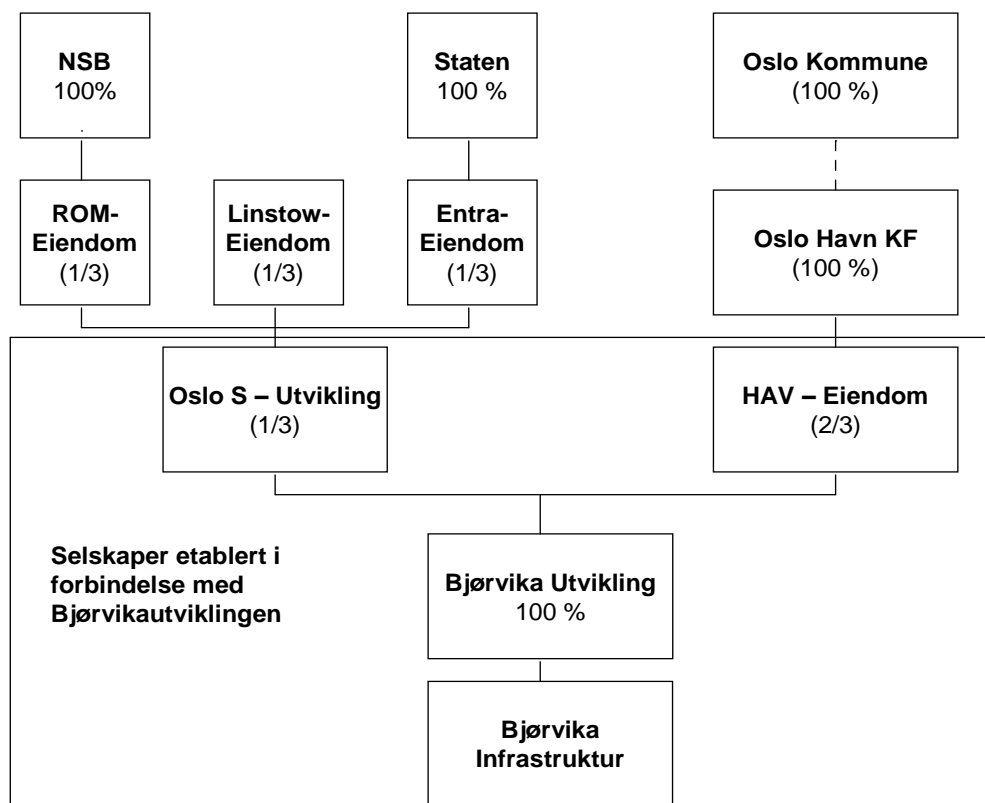 NSB
100%
Staten
100 %
Oslo Kommune
(100 %)
ROM-
Eiendom
(1/3)
Linstow-
Eiendom
(1/3)
Entra-
Eiendom
(1/3)
Oslo Havn KF
(100 %)
Oslo S – Utvikling
(1/3)
HAV – Eiendom
(2/3)
Selskaper etablert i
forbindelse med
Bjørvikautviklingen
Bjørvika Utvikling
100 %
Bjørvika
Infrastruktur